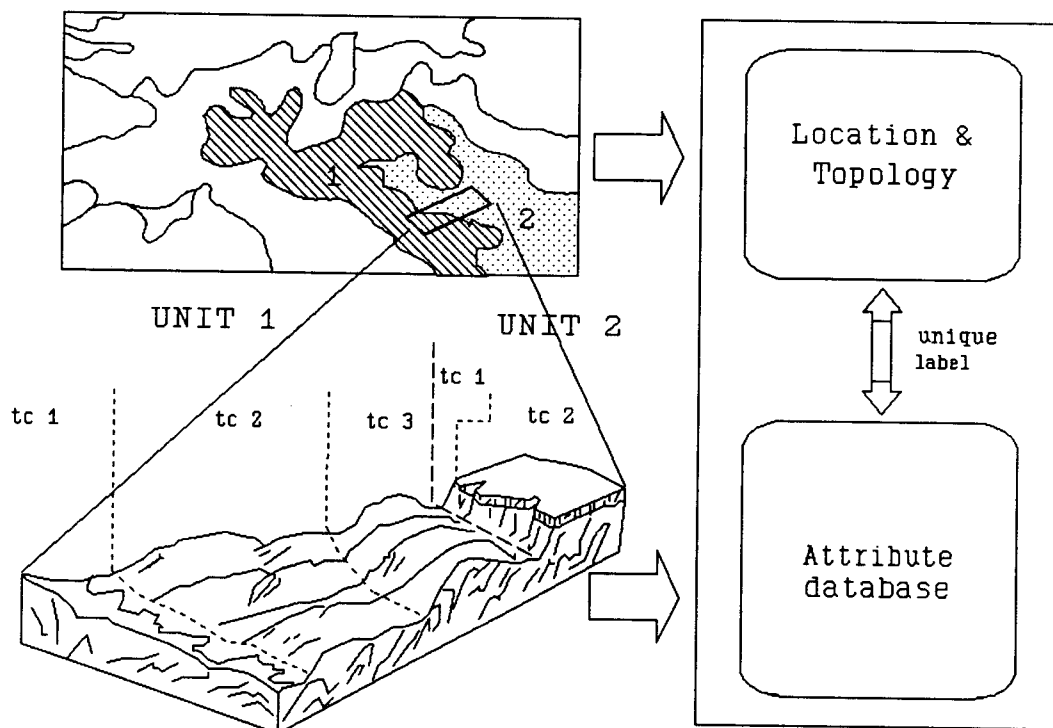 1
2
UNIT 1
UNIT 2
tc 1
tc 2
tc 3
tc 1
tc 2
Location &
Topology
unique
label
Attribute
database